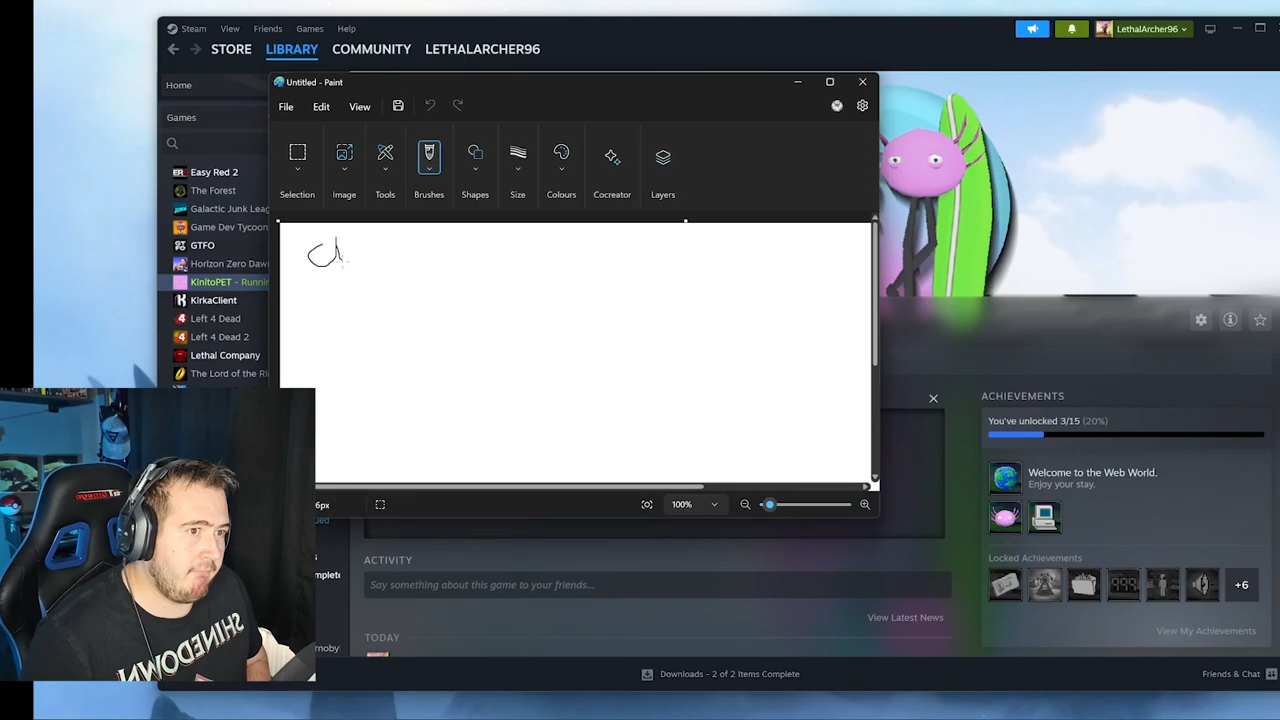 Steam View Friends Games Help
LethalArcher96
STORE LIBRARY COMMUNITY LETHALARCHER96
Home
Untitled - Paint
File Edit View
Games
Selection Image Tools Brushes Shapes Size Colours Cocreator Layers
Easy Red 2
The Forest
Galactic Junk Leag
Game Dev Tycoon
GTFO
Horizon Zero Daw
KinitoPET - Runnin
KirkaClient
Left 4 Dead
Left 4 Dead 2
Lethal Company
The Lord of the Ri
ACHIEVEMENTS
You've unlocked 3/15 (20%)
Welcome to the Web World.
Enjoy your stay.
6px
100%
Locked Achievements
+6
ACTIVITY
Say something about this game to your friends...
View Latest News
View My Achievements
TODAY
SHINEDOWN
Downloads - 2 of 2 Items Complete
Friends & Chat